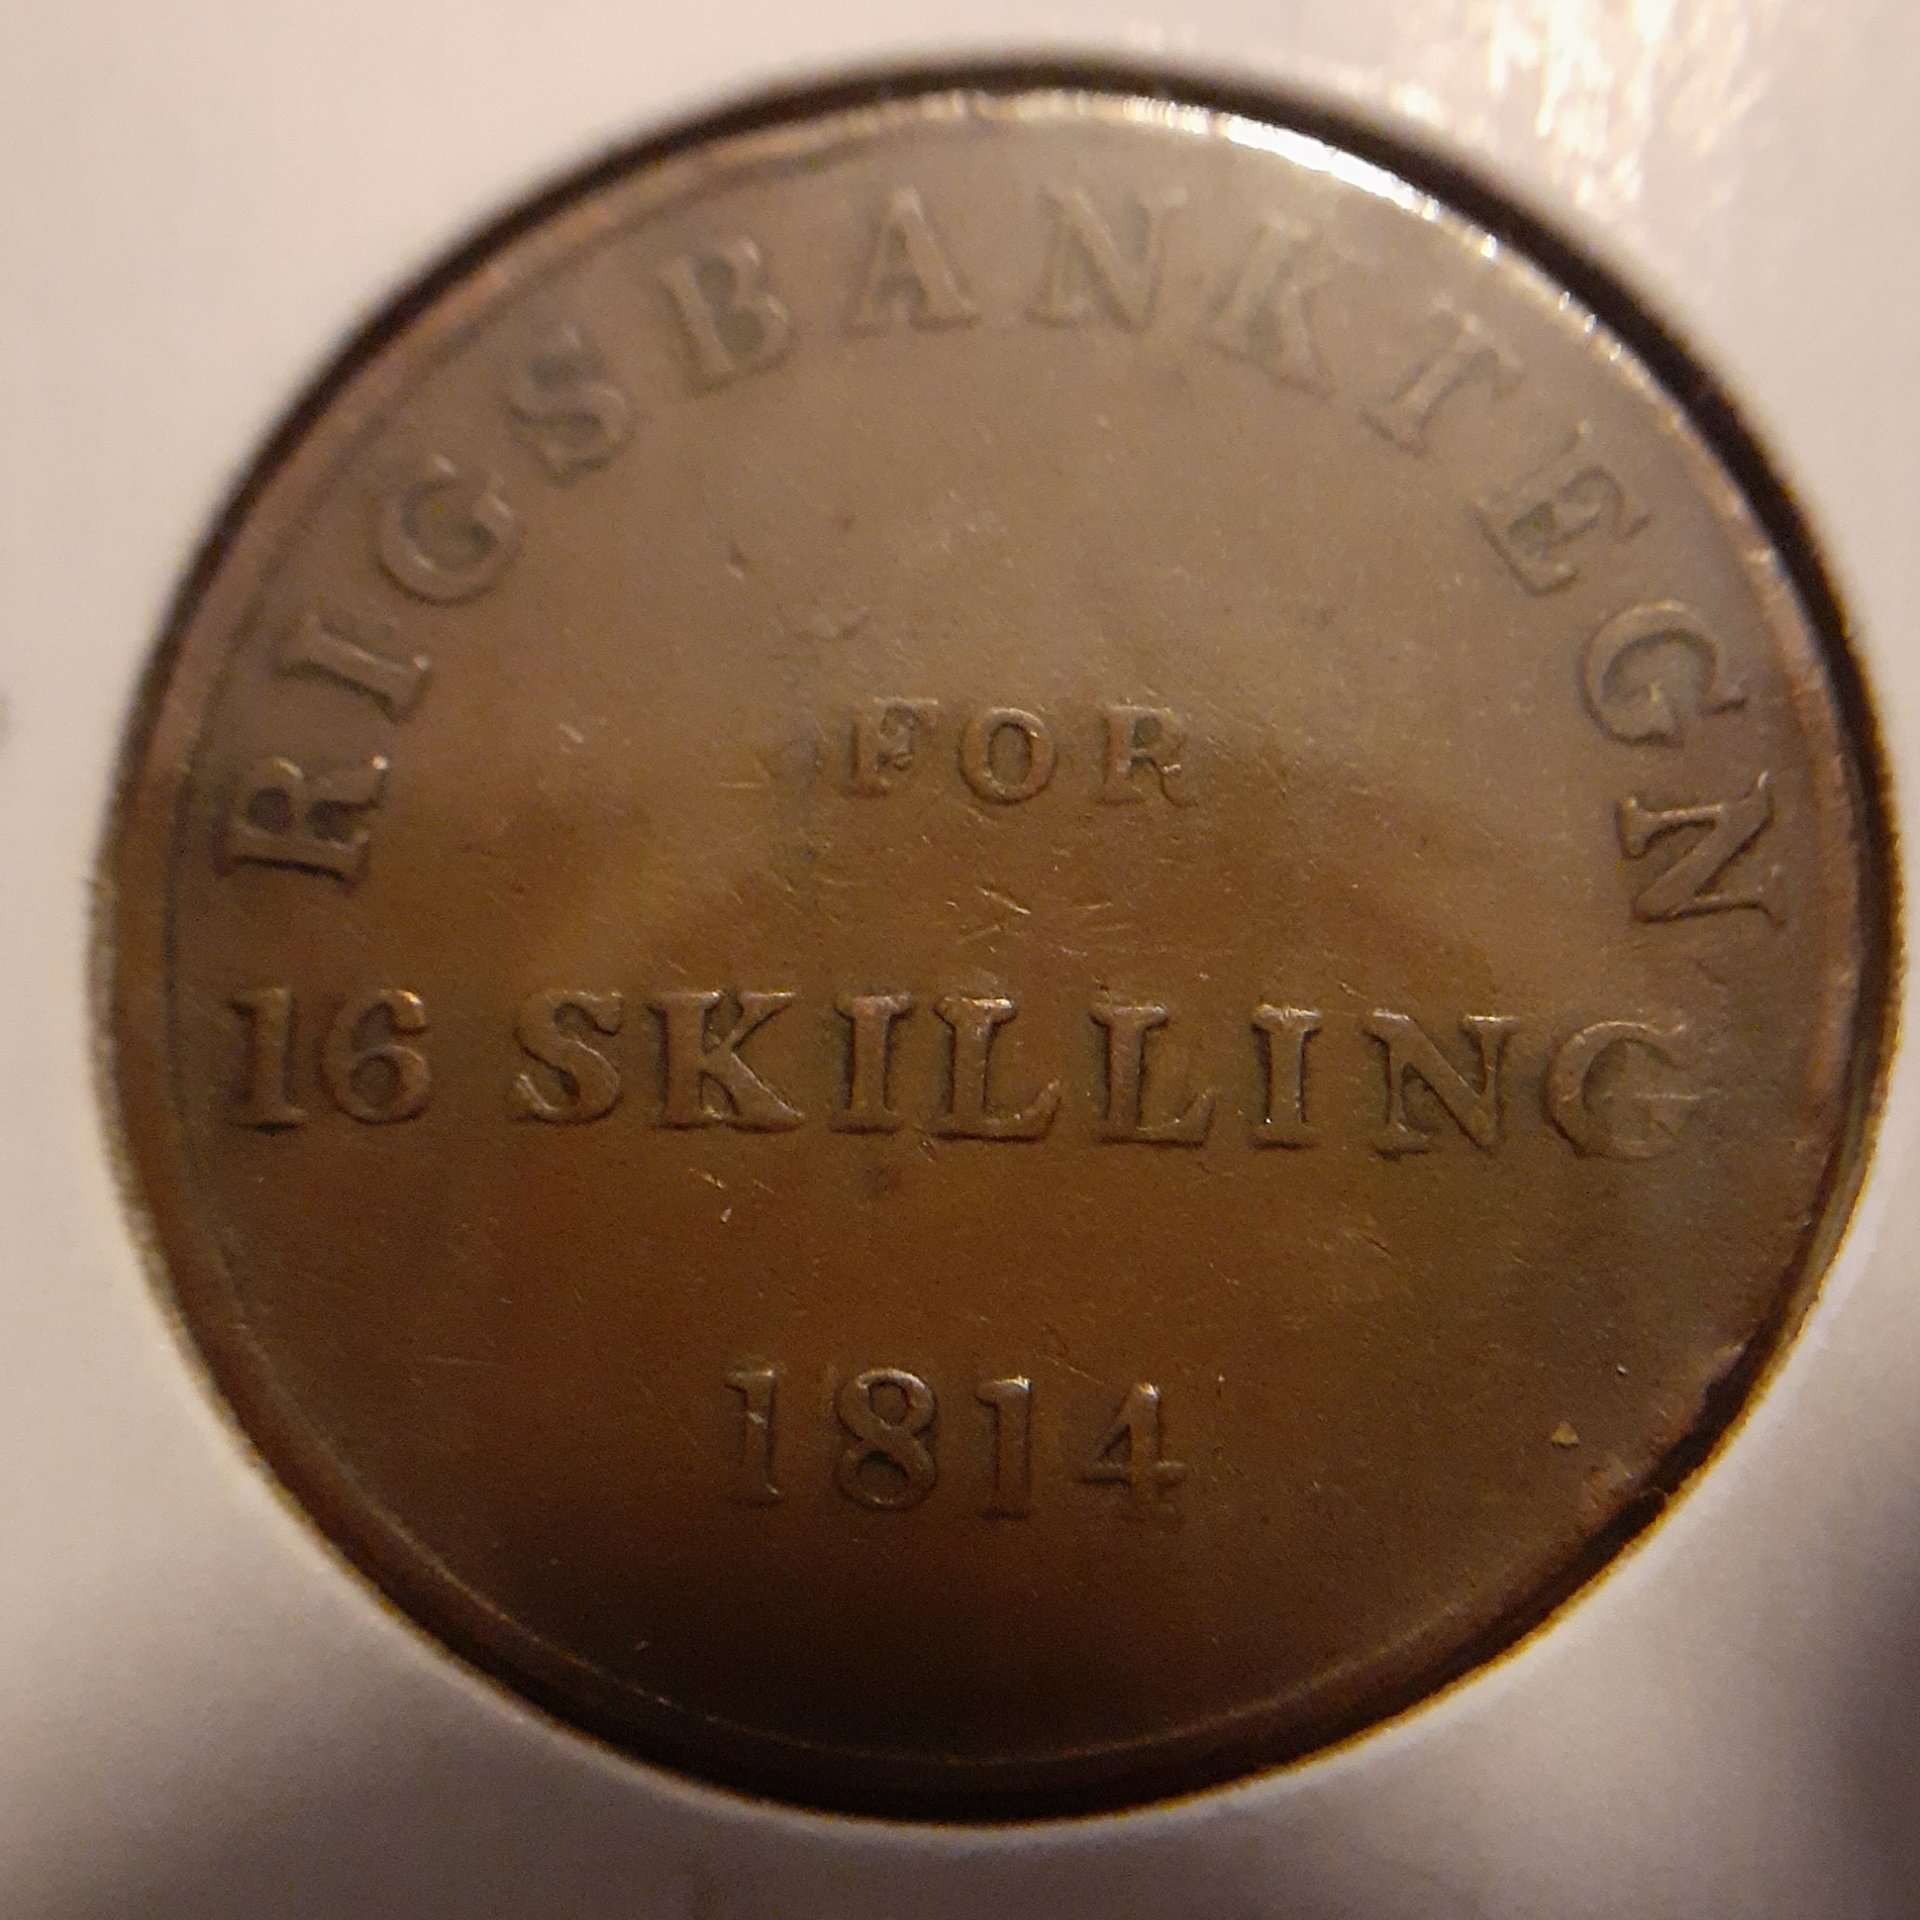 RIGSBANKTEGN
FOR
16 SKILLING
1814